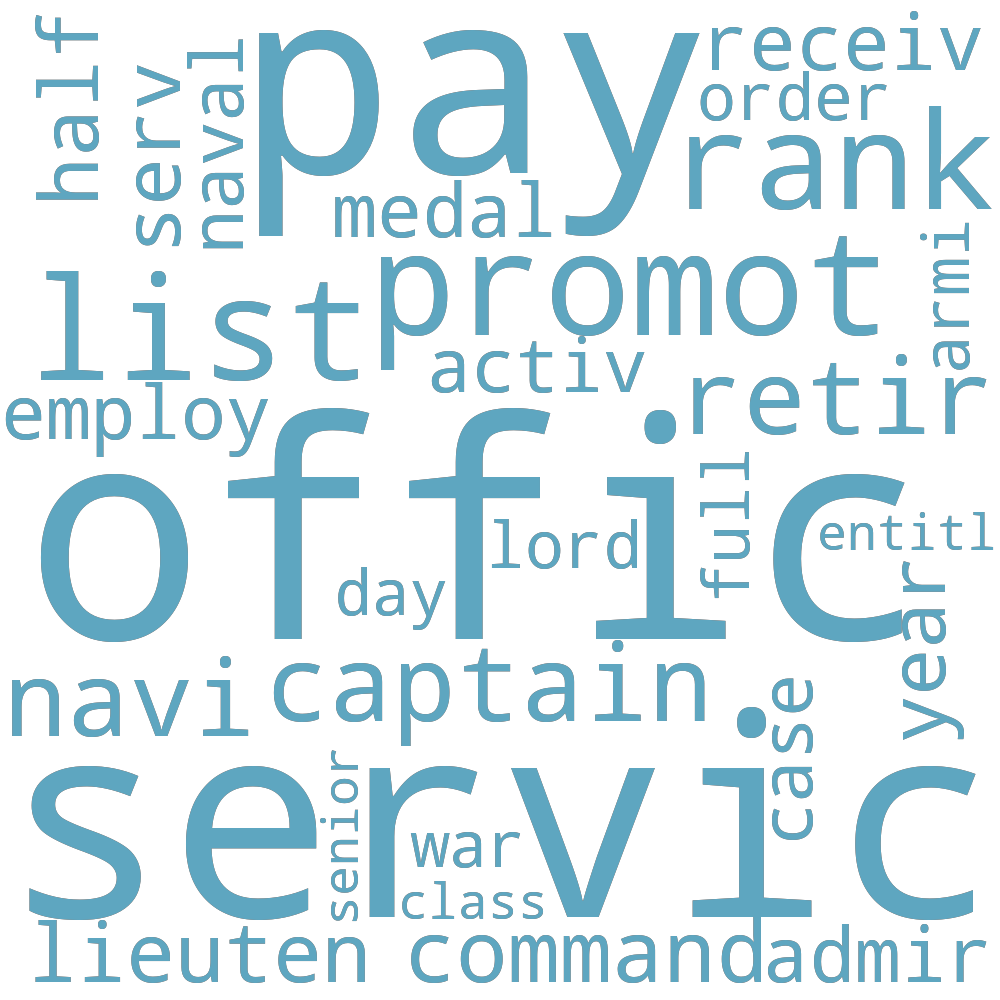 half
serv
naval
pay
receiv
order
rank
medal
promot
armi
list
activ
retir
employ
offic
lord
full
entitl
day
year
navi
captain
case
servic
senior
war
class
lieuten
command
admir